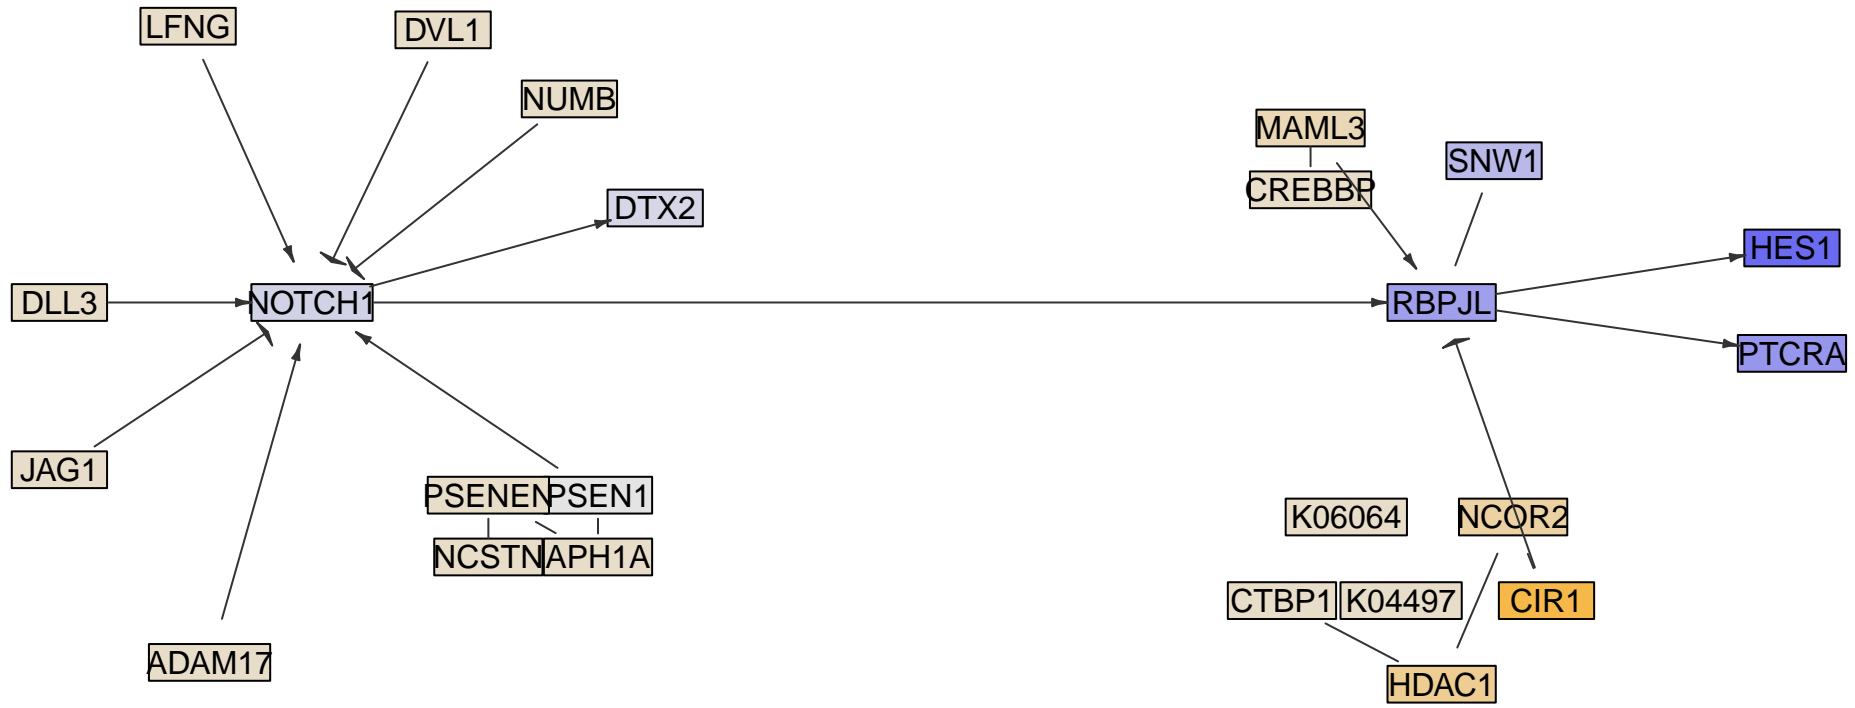 LFNG
DVL1
NUMB
MAML3
SNW1
CREBBP
DTX2
HES1
DLL3
NOTCH1
RBPJL
PTCRA
JAG1
PSENEN
PSEN1
K06064
NCOR2
NCSTN
APH1A
CTBP1
K04497
CIR1
ADAM17
HDAC1